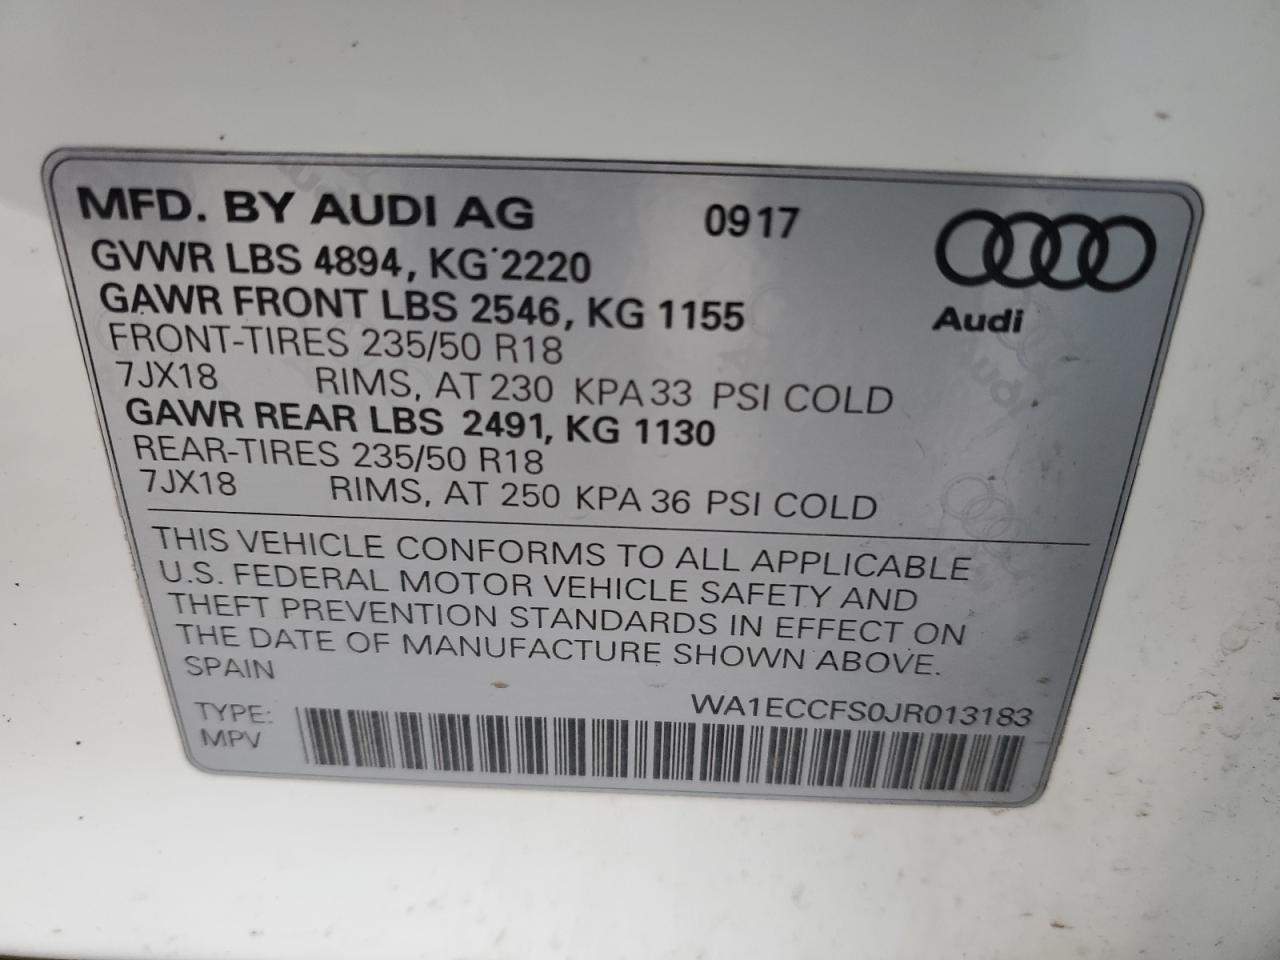 MFD. BY AUDI AG 0917
GVWR LBS 4894, KG 2220
GAWR FRONT LBS 2546, KG 1155
Audi
FRONT-TIRES 235/50 R18
7JX18 RIMS, AT 230 KPA 33 PSI COLD
GAWR REAR LBS 2491, KG 1130
REAR-TIRES 235/50 R18
7JX18 RIMS, AT 250 KPA 36 PSI COLD
THIS VEHICLE CONFORMS TO ALL APPLICABLE
U.S. FEDERAL MOTOR VEHICLE SAFETY AND
THEFT PREVENTION STANDARDS IN EFFECT ON
THE DATE OF MANUFACTURE SHOWN ABOVE.
SPAIN
WA1ECCFS0JR013183
TYPE:
MPV